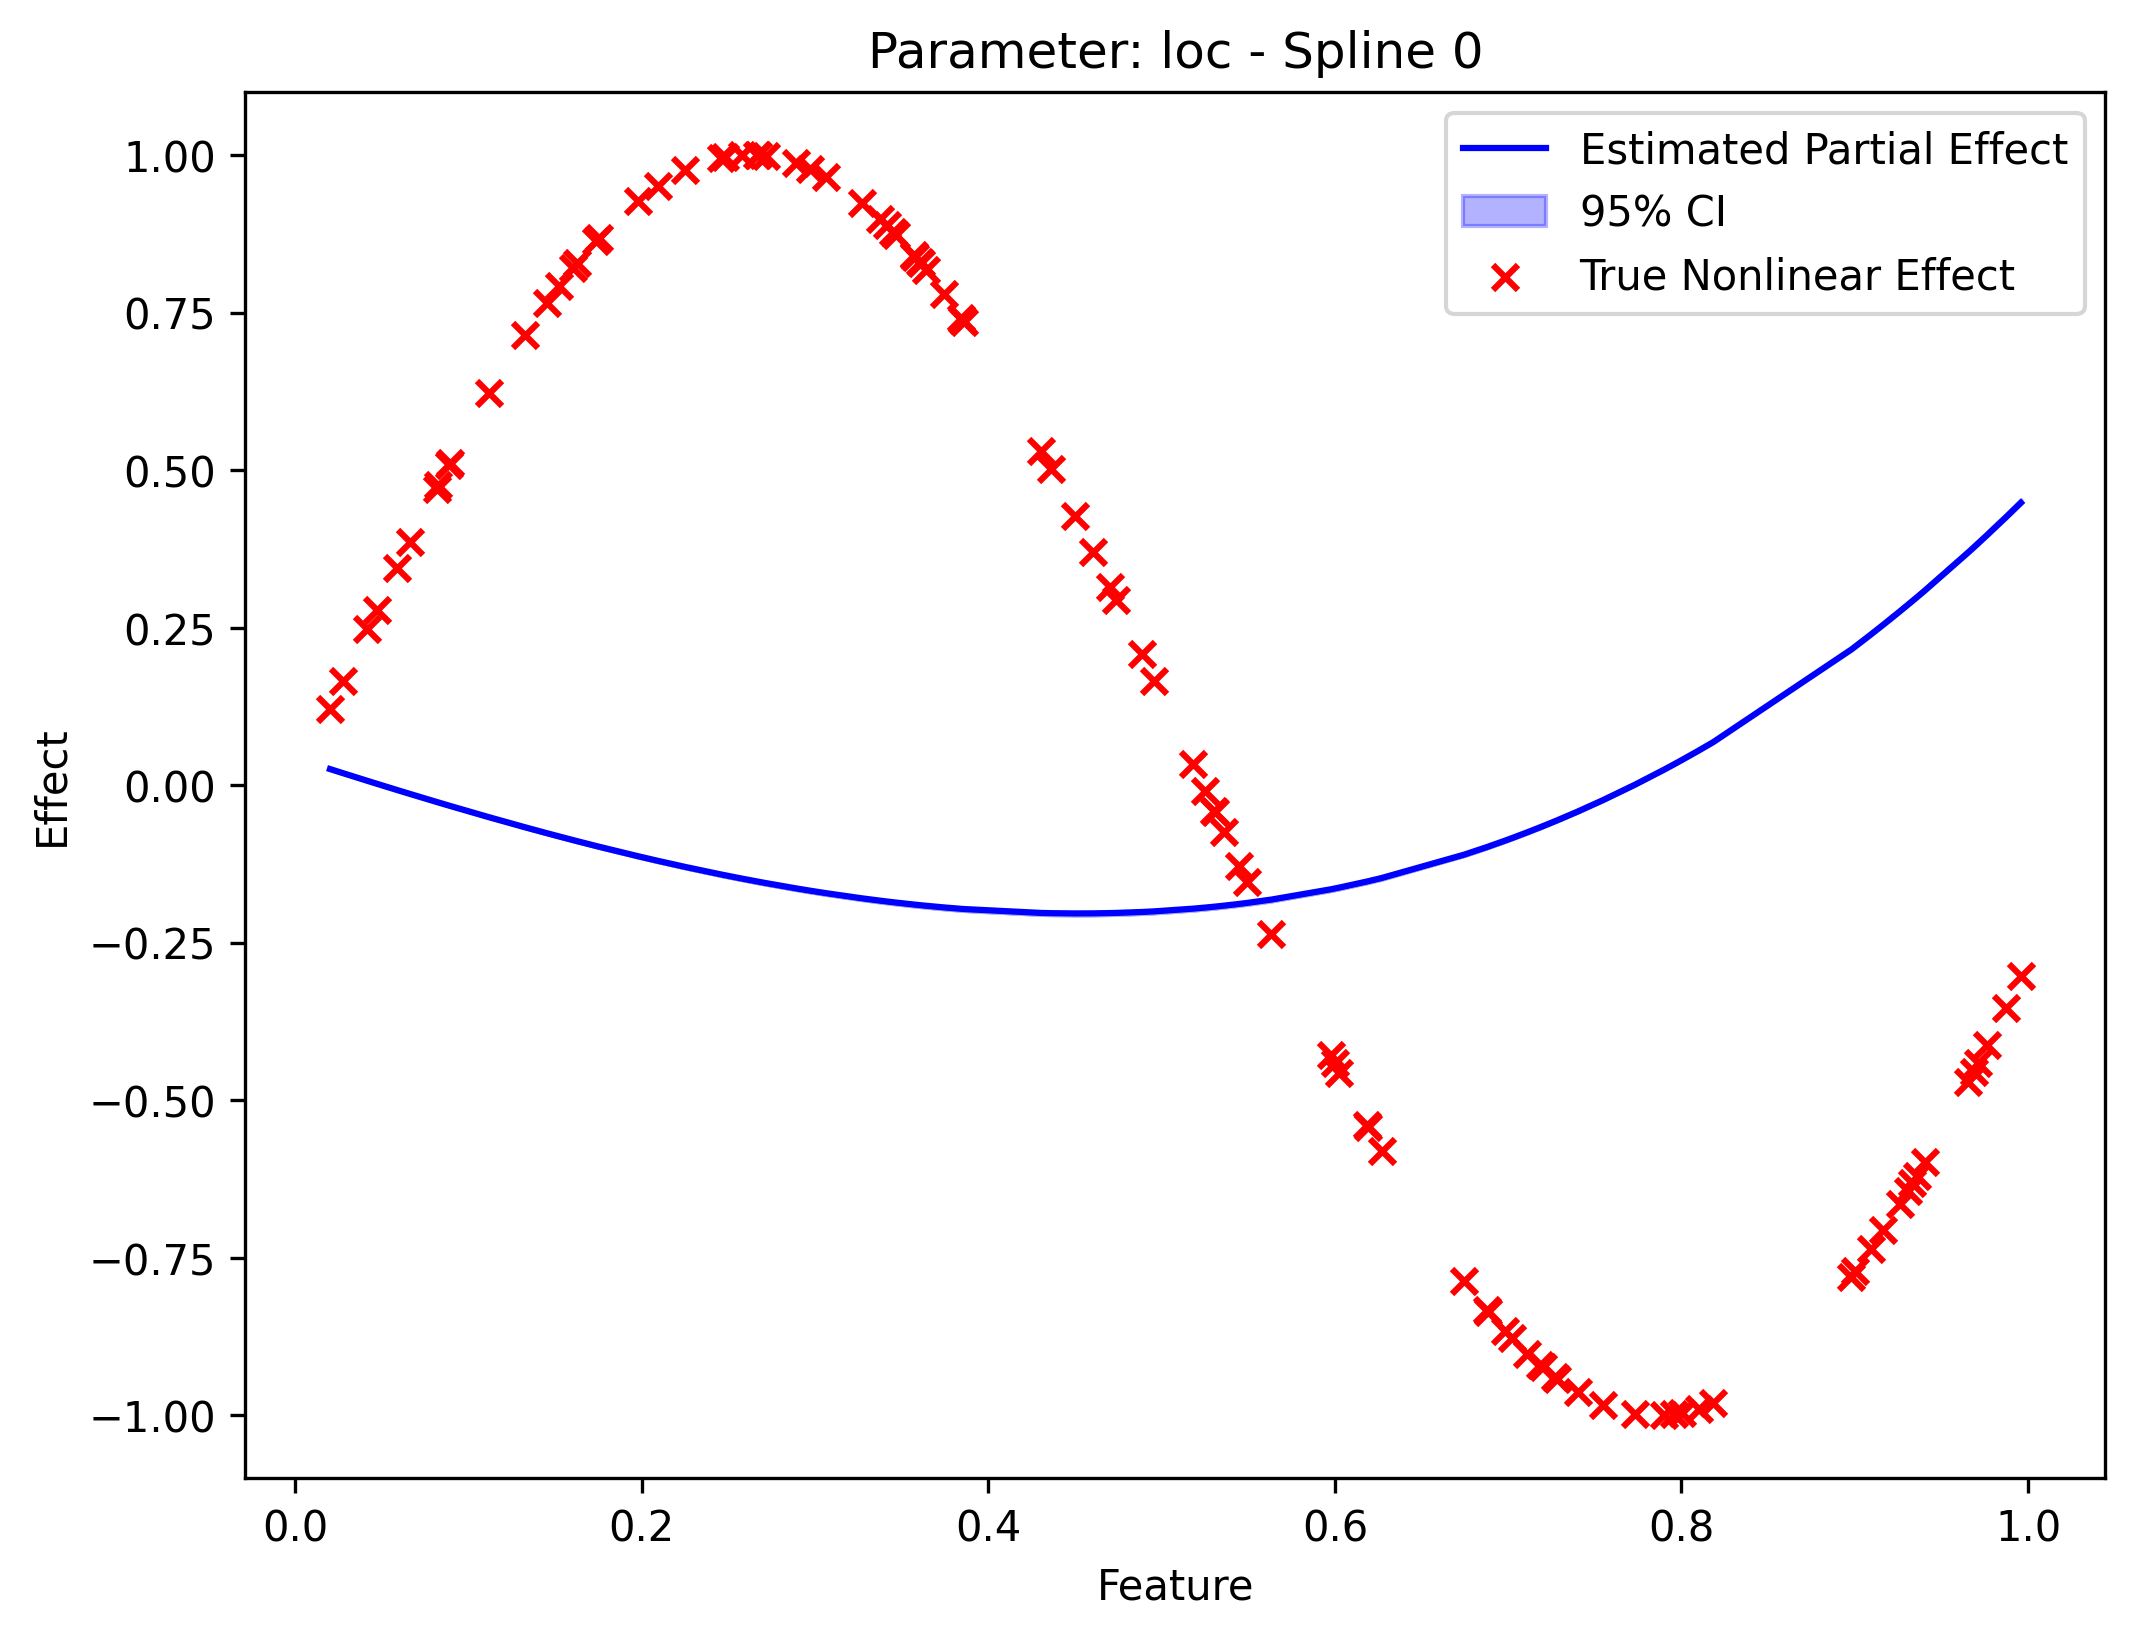 Parameter: loc - Spline 0
Estimated Partial Effect
95% CI
True Nonlinear Effect
Effect
1.00
0.75
0.50
0.25
0.00
−0.25
−0.50
−0.75
−1.00
0.0 0.2 0.4 0.6 0.8 1.0
Feature